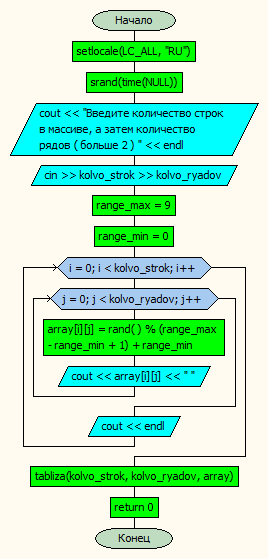 Начало
setlocale(LC_ALL, "RU")
srand(time(NULL))
cout << "Введите количество строк
в массиве, а затем количество
рядов ( больше 2 ) " << endl
cin >> kolvo_strok >> kolvo_ryadov
range_max = 9
range_min = 0
i = 0; i < kolvo_strok; i++
j = 0; j < kolvo_ryadov; j++
array[i][j] = rand( ) % (range_max
- range_min + 1) + range_min
cout << array[i][j] << " "
cout << endl
tabliza(kolvo_strok, kolvo_ryadov, array)
return 0
Конец